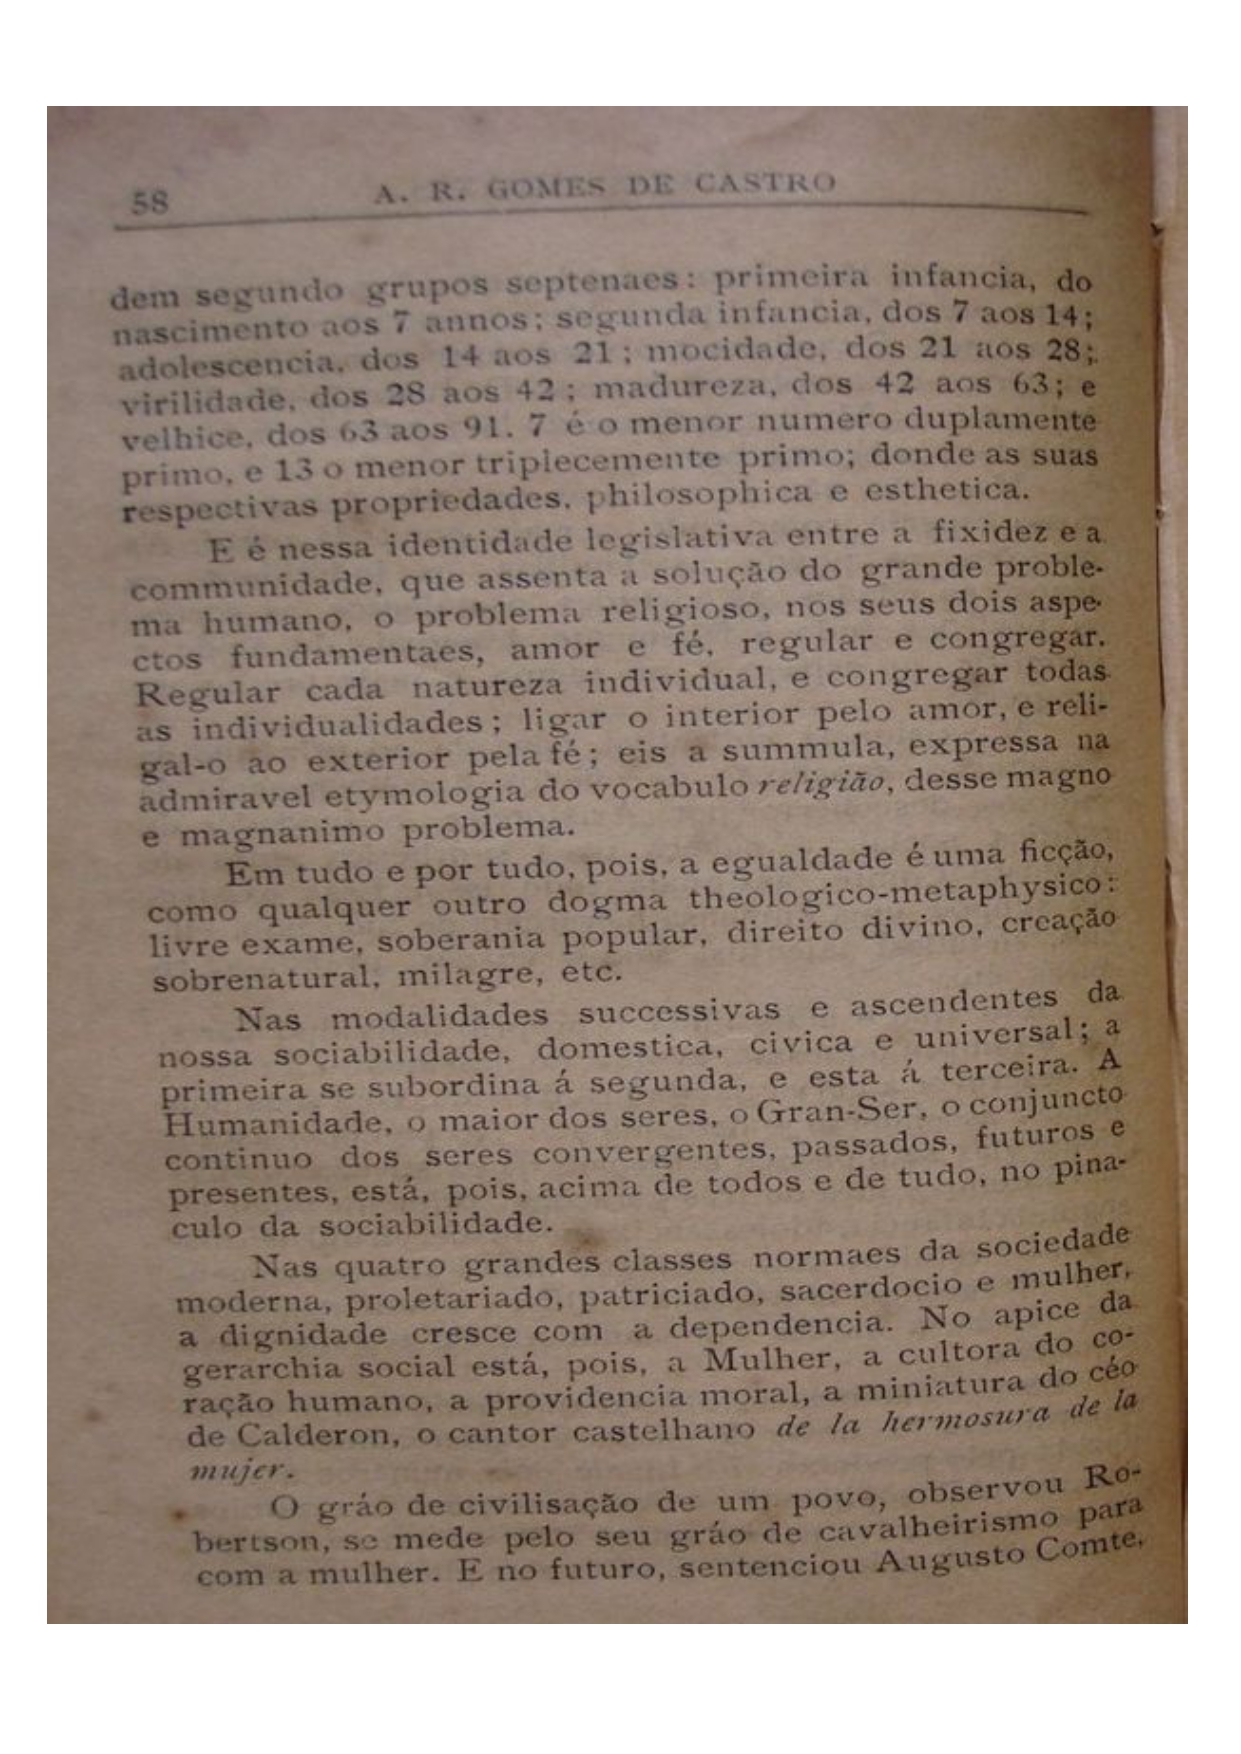 58
A. R. GOMES DE CASTRO
dem segundo grupos septenaes: primeira infancia, do
nascimento aos 7 annos; segunda infancia, dos 7 aos 14;
adolescencia, dos 14 aos 21; mocidade, dos 21 aos 28;
virilidade, dos 28 aos 42; madureza, dos 42 aos 63; e
velhice, dos 63 aos 91. 7 é o menor numero duplamente
primo, e 13 o menor triplecemente primo; donde as suas
respectivas propriedades, philosophica e esthetica.
E é nessa identidade legislativa entre a fixidez e a
communidade, que assenta a solução do grande proble-
ma humano, o problema religioso, nos seus dois aspe-
ctos fundamentaes, amor e fé, regular e congregar.
Regular cada natureza individual, e congregar todas
as individualidades; ligar o interior pelo amor, e reli-
gal-o ao exterior pela fé; eis a summula, expressa na
admiravel etymologia do vocabulo religião, desse magno
e magnanimo problema.
Em tudo e por tudo, pois, a egualdade é uma ficção,
como qualquer outro dogma theologico-metaphysico:
livre exame, soberania popular, direito divino, creação
sobrenatural, milagre, etc.
Nas modalidades successivas e ascendentes da
nossa sociabilidade, domestica, civica e universal; a
primeira se subordina á segunda, e esta á terceira. A
Humanidade, o maior dos seres, o Gran-Ser, o conjuncto
continuo dos seres convergentes, passados, futuros e
presentes, está, pois, acima de todos e de tudo, no pina-
culo da sociabilidade.
Nas quatro grandes classes normaes da sociedade
moderna, proletariado, patriciado, sacerdocio e mulher,
a dignidade cresce com a dependencia. No apice da
gerarchia social está, pois, a Mulher, a cultora do co-
ração humano, a providencia moral, a miniatura do céo
de Calderon, o cantor castelhano de la hermosura de la
mujer.
O gráo de civilisação de um povo, observou Ro-
bertson, se mede pelo seu gráo de cavalheirismo para
com a mulher. E no futuro, sentenciou Augusto Comte,